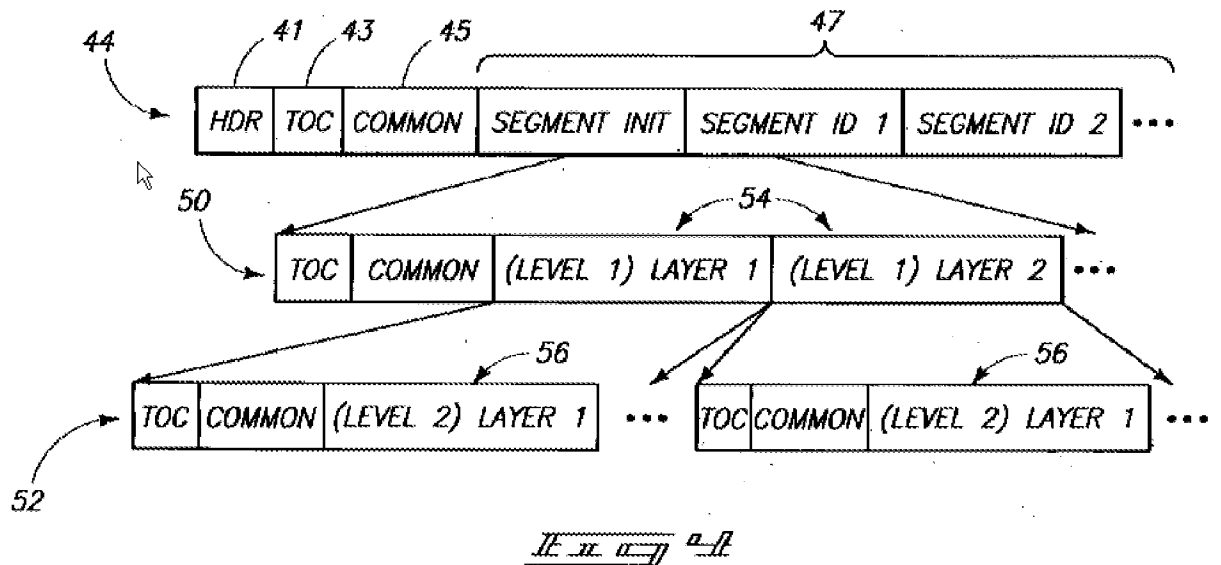 41 43 45 47
44
HDR TOC COMMON SEGMENT INIT SEGMENT ID 1 SEGMENT ID 2 •••
50 54
TOC COMMON (LEVEL 1) LAYER 1 (LEVEL 1) LAYER 2 •••
56 56
TOC COMMON (LEVEL 2) LAYER 1 ••• TOC COMMON (LEVEL 2) LAYER 1 •••
52